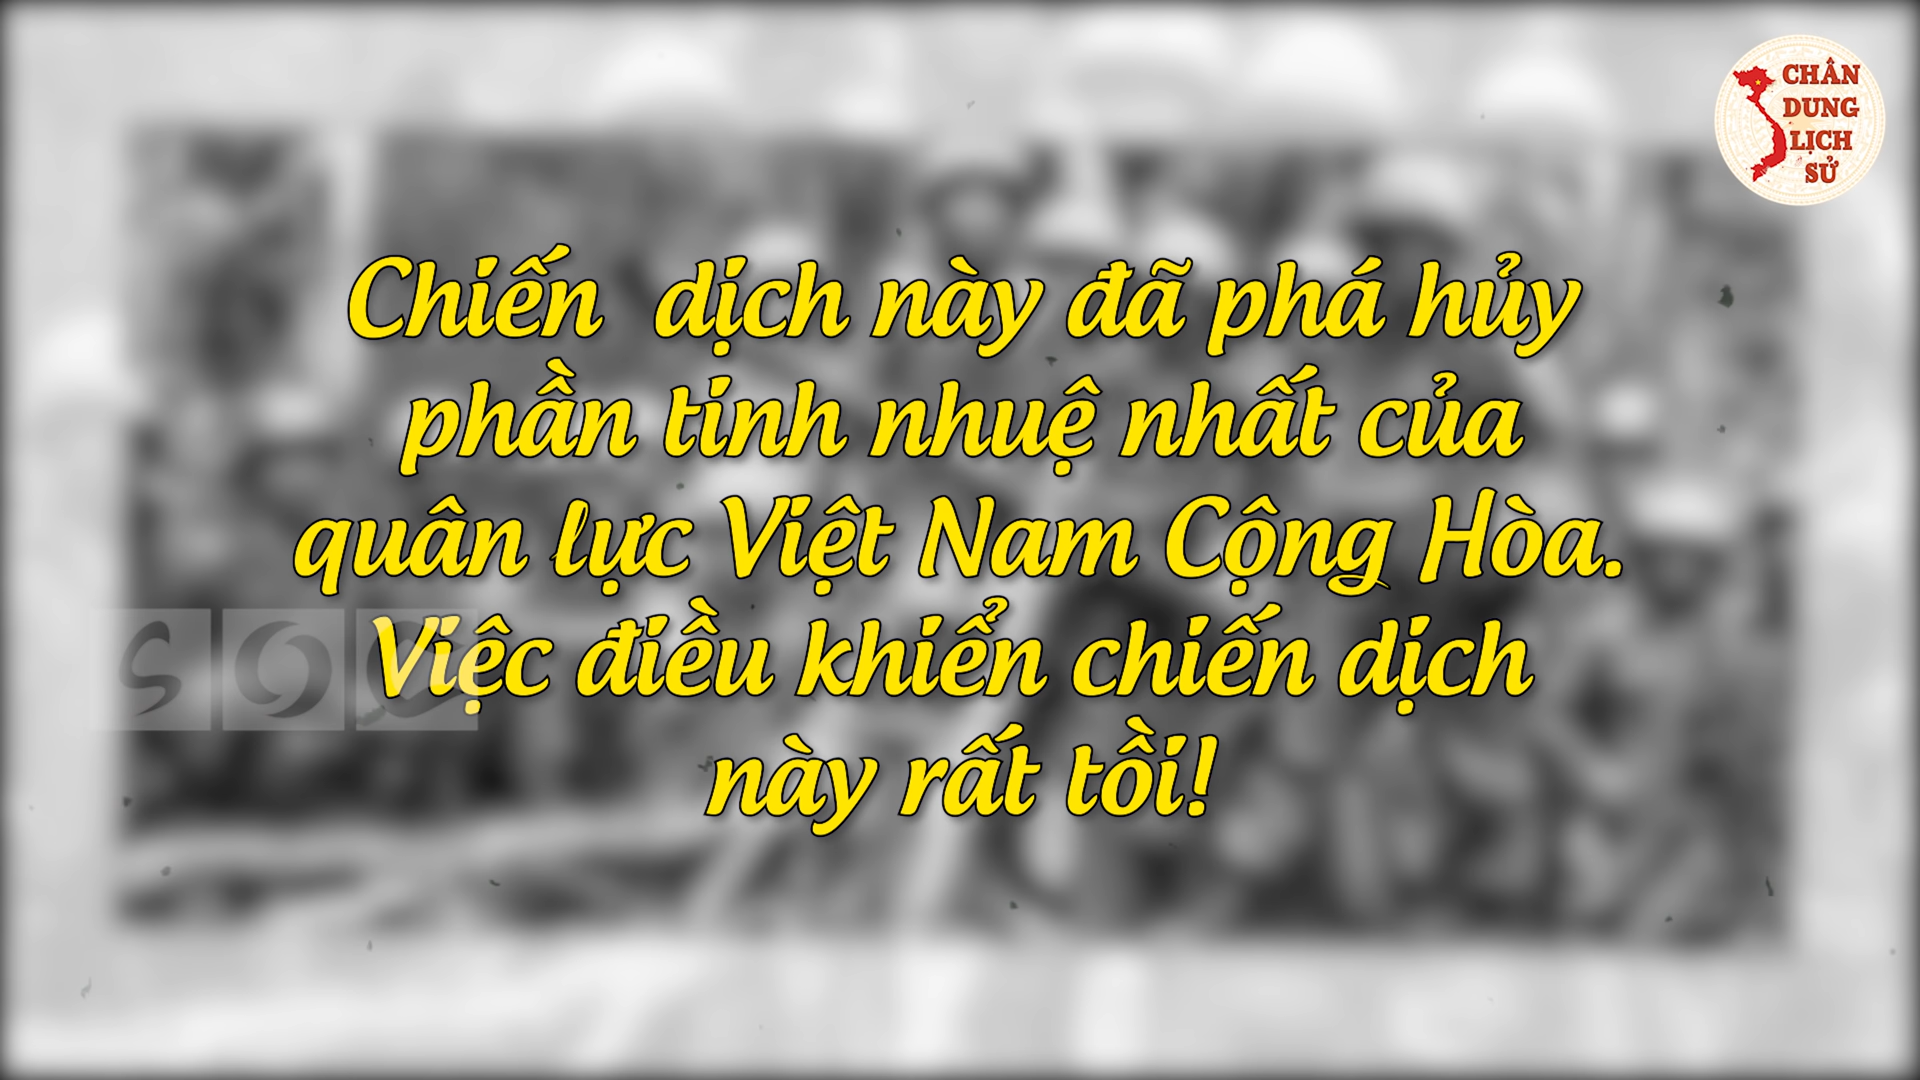 CHÂN
DUNG
LỊCH
SỬ
Chiến dịch này đã phá hủy
phần tinh nhuệ nhất của
quân lực Việt Nam Cộng Hòa.
Việc điều khiển chiến dịch
này rất tồi!